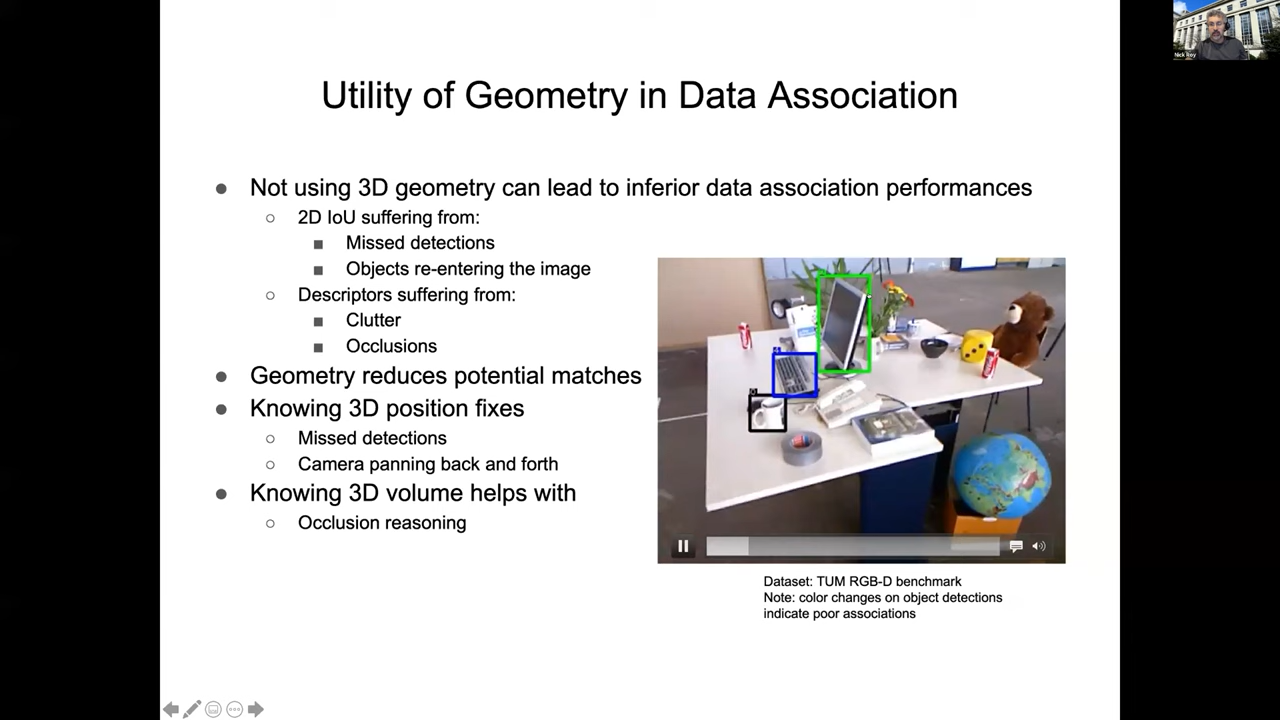 Nick Roy
Utility of Geometry in Data Association
Not using 3D geometry can lead to inferior data association performances
2D IoU suffering from:
Missed detections
Objects re-entering the image
Descriptors suffering from:
Clutter
Occlusions
Geometry reduces potential matches
Knowing 3D position fixes
Missed detections
Camera panning back and forth
Knowing 3D volume helps with
Occlusion reasoning
Dataset: TUM RGB-D benchmark
Note: color changes on object detections
indicate poor associations